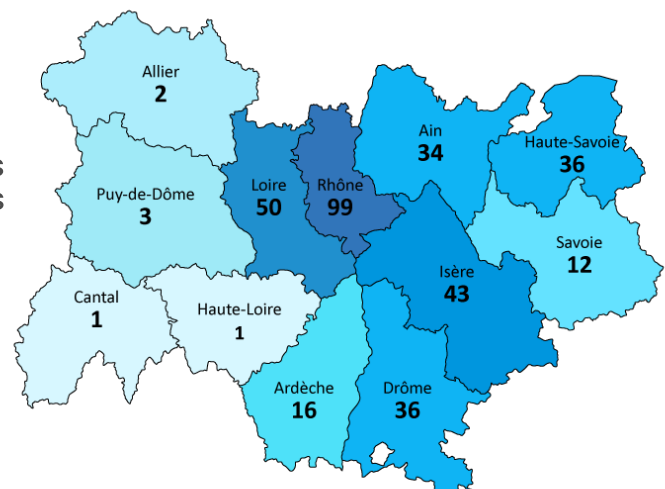 Allier
2
Ain
34
Haute-Savoie
36
Puy-de-Dôme
3
Loire
50
Rhône
99
Savoie
12
Isère
43
Cantal
1
Haute-Loire
1
Ardèche
16
Drôme
36